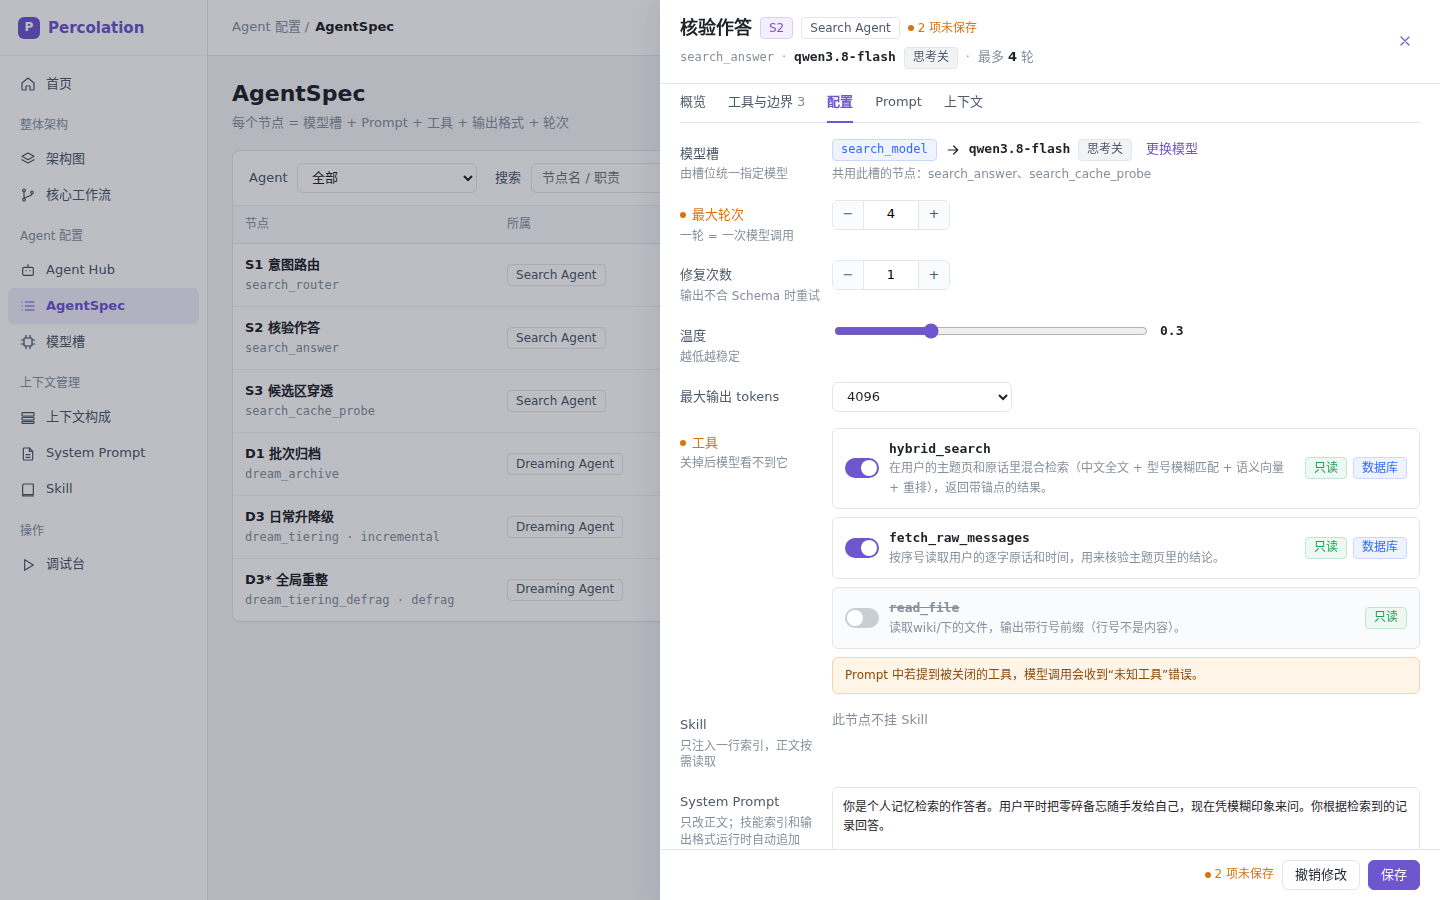 P Percolation
首页
整体架构
架构图
核心工作流
Agent 配置
Agent Hub
AgentSpec
模型槽
上下文管理
上下文构成
System Prompt
Skill
操作
调试台
Agent 配置 / AgentSpec
AgentSpec
每个节点 = 模型槽 + Prompt + 工具 + 输出格式 + 轮次
Agent 全部 搜索 节点名 / 职责
节点 所属
S1 意图路由
search_router
Search Agent
S2 核验作答
search_answer
Search Agent
S3 候选区穿透
search_cache_probe
Search Agent
D1 批次归档
dream_archive
Dreaming Agent
D3 日常升降级
dream_tiering · incremental
Dreaming Agent
D3* 全局重整
dream_tiering_defrag · defrag
Dreaming Agent
核验作答 S2 Search Agent 2 项未保存
search_answer · qwen3.8-flash 思考关 · 最多 4 轮
概览 工具与边界 3 配置 Prompt 上下文
模型槽
由槽位统一指定模型
search_model → qwen3.8-flash 思考关 更换模型
共用此槽的节点：search_answer、search_cache_probe
最大轮次
一轮 = 一次模型调用
− 4 +
修复次数
输出不合 Schema 时重试
− 1 +
温度
越低越稳定
0.3
最大输出 tokens
4096
工具
关掉后模型看不到它
hybrid_search
在用户的主题页和原话里混合检索（中文全文 + 型号模糊匹配 + 语义向量
+ 重排），返回带锚点的结果。
只读 数据库
fetch_raw_messages
按序号读取用户的逐字原话和时间，用来核验主题页里的结论。
只读 数据库
read_file
读取wiki/下的文件，输出带行号前缀（行号不是内容）。
只读
Prompt 中若提到被关闭的工具，模型调用会收到“未知工具”错误。
Skill
只注入一行索引，正文按
需读取
此节点不挂 Skill
System Prompt
只改正文；技能索引和输
出格式运行时自动追加
你是个人记忆检索的作答者。用户平时把零碎备忘随手发给自己，现在凭模糊印象来问。你根据检索到的记
录回答。
2 项未保存 撤销修改 保存